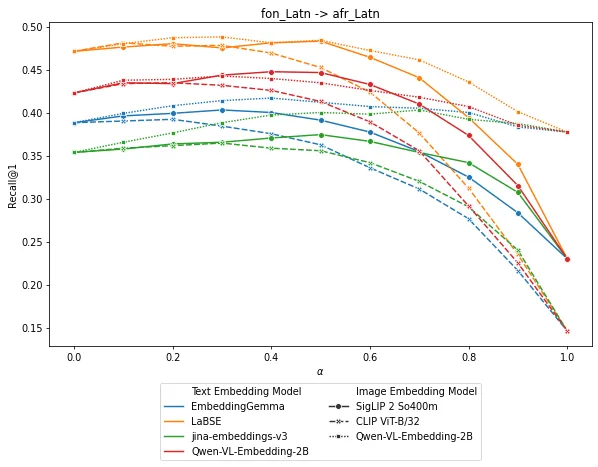 fon_Latn -> afr_Latn
0.50
0.45
0.40
0.35
0.30
0.25
0.20
0.15
Recall@1
0.0 0.2 0.4 0.6 0.8 1.0
α
Text Embedding Model Image Embedding Model
EmbeddingGemma SigLIP 2 So400m
LaBSE CLIP ViT-B/32
jina-embeddings-v3 Qwen-VL-Embedding-2B
Qwen-VL-Embedding-2B